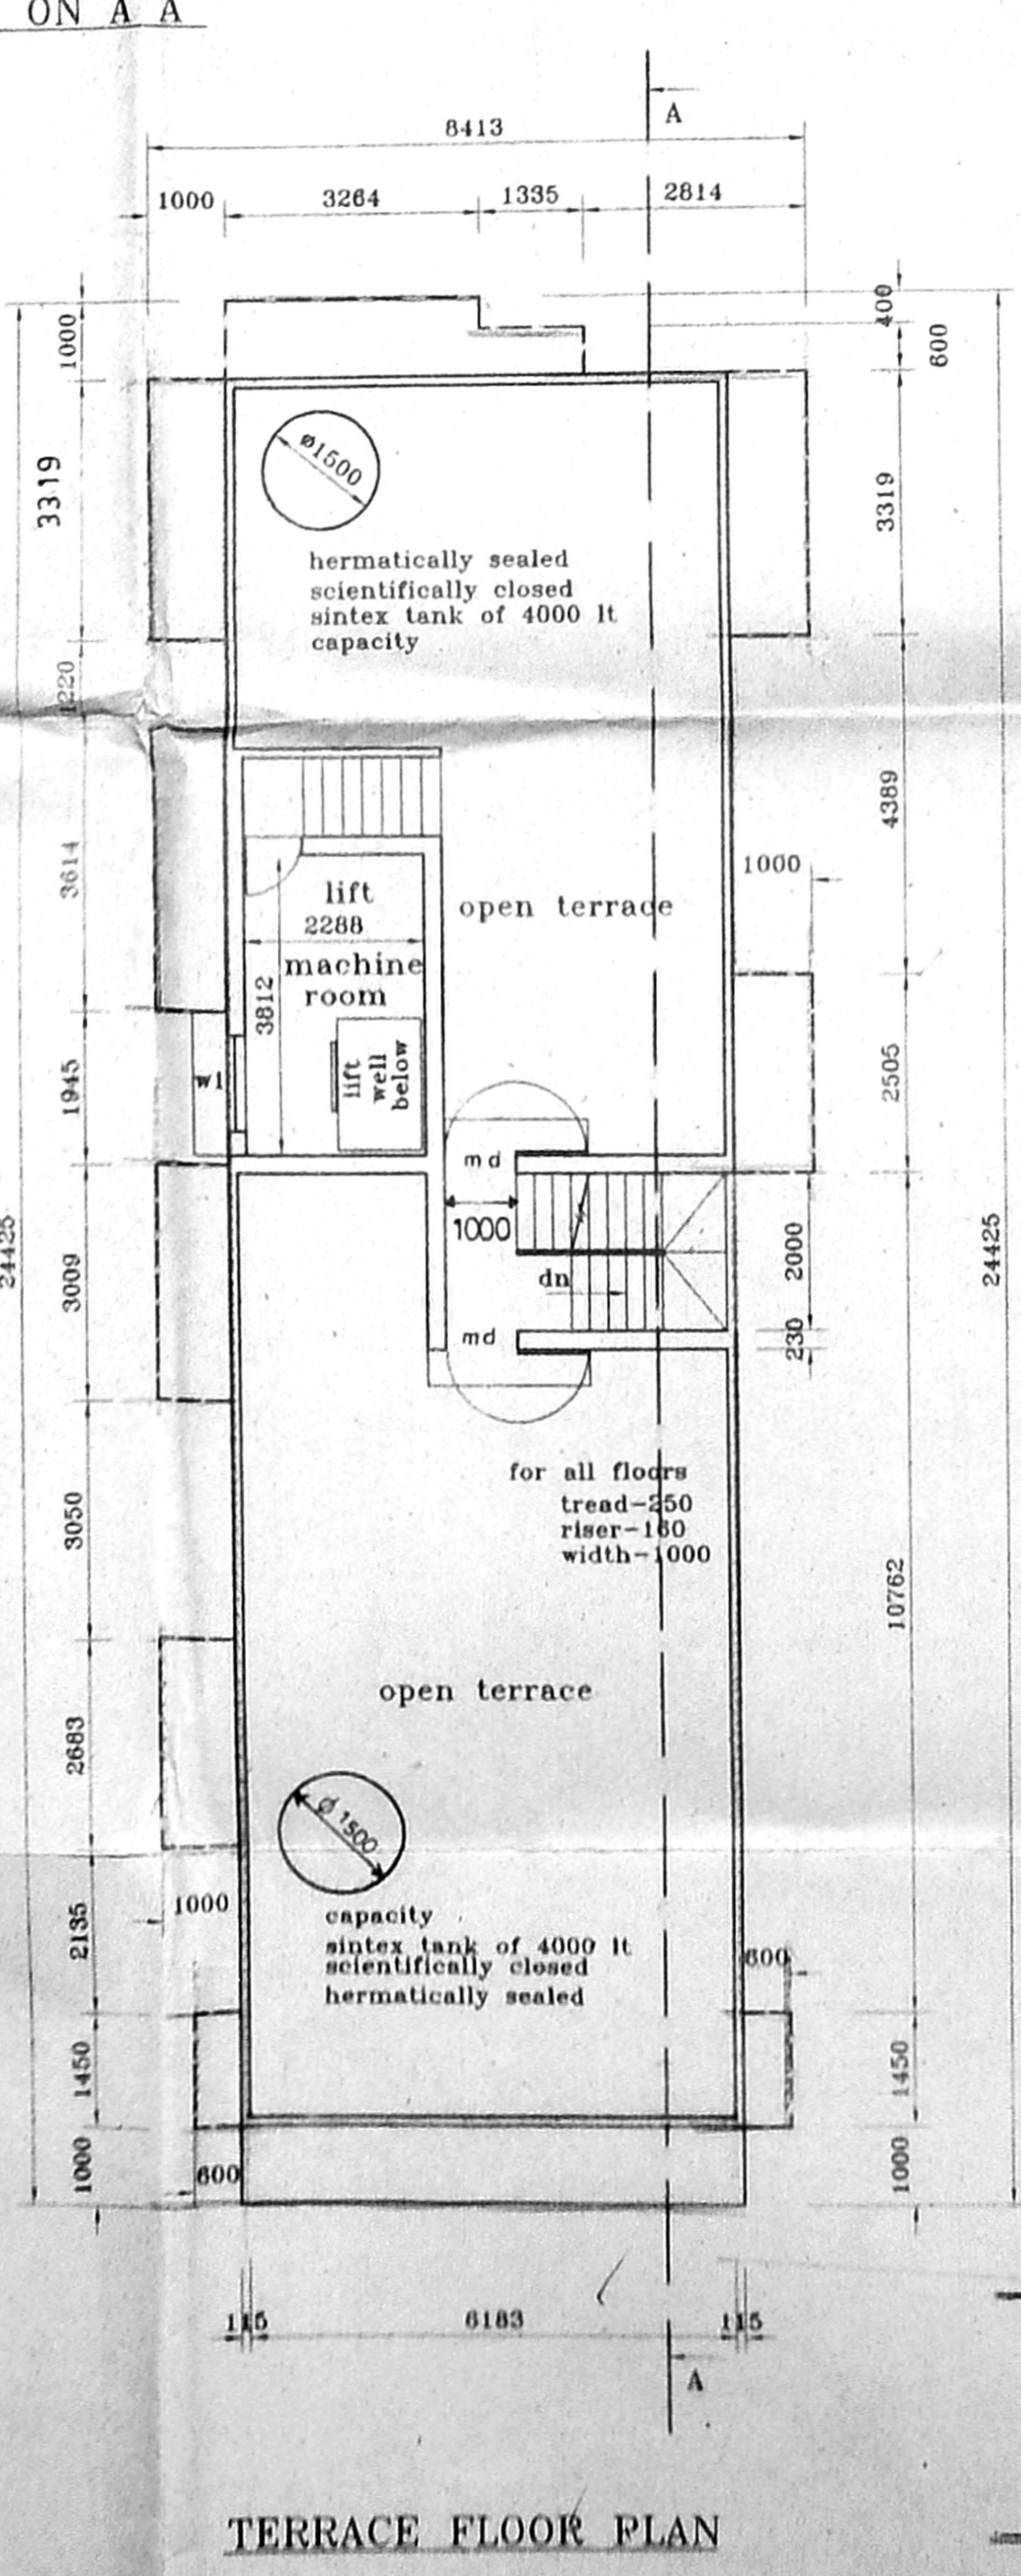 ON A A
A
8413
1000 3264 1335 2814
400
600
1000
3319
3319
ø1500
hermatically sealed
scientifically closed
sintex tank of 4000 lt
capacity
1220
4389
3614
1000
lift
2288
machine
room
3812
open terrace
lift
well
below
w1
1945
2505
md
1000
dn
md
2000
230
24425
24425
3009
3050
for all floors
tread-250
riser-160
width-1000
10762
open terrace
2683
ø1500
1000
2135
capacity
sintex tank of 4000 lt
scientifically closed
hermatically sealed
600
1450
1450
1000
600
1000
115 6183 115
A
TERRACE FLOOR PLAN